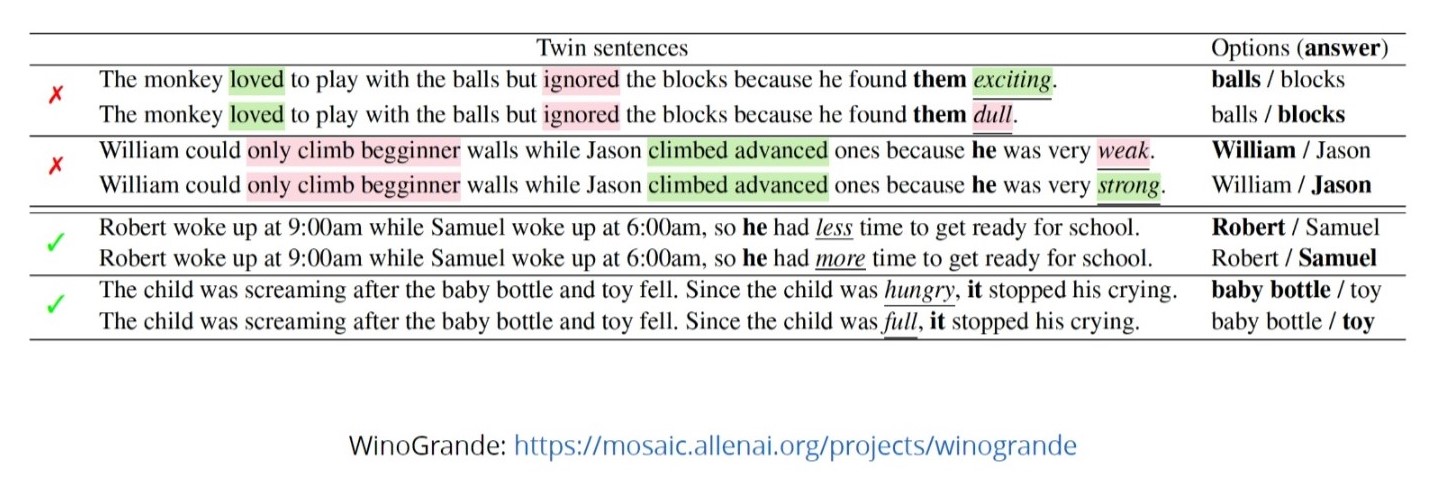 Twin sentences Options (answer)
✗ The monkey loved to play with the balls but ignored the blocks because he found them exciting. balls / blocks
The monkey loved to play with the balls but ignored the blocks because he found them dull. balls / blocks
✗ William could only climb begginner walls while Jason climbed advanced ones because he was very weak. William / Jason
William could only climb begginner walls while Jason climbed advanced ones because he was very strong. William / Jason
✓ Robert woke up at 9:00am while Samuel woke up at 6:00am, so he had less time to get ready for school. Robert / Samuel
Robert woke up at 9:00am while Samuel woke up at 6:00am, so he had more time to get ready for school. Robert / Samuel
✓ The child was screaming after the baby bottle and toy fell. Since the child was hungry, it stopped his crying. baby bottle / toy
The child was screaming after the baby bottle and toy fell. Since the child was full, it stopped his crying. baby bottle / toy
WinoGrande: https://mosaic.allenai.org/projects/winogrande